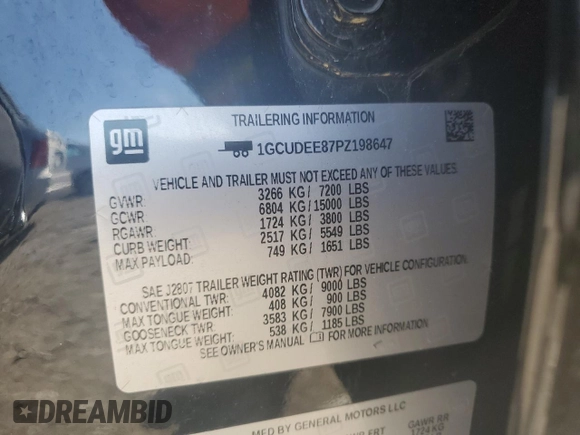 TRAILERING INFORMATION
gm
1GCUDEE87PZ198647
VEHICLE AND TRAILER MUST NOT EXCEED ANY OF THESE VALUES
GVWR: 3266 KG/ 7200 LBS
GCWR: 6804 KG/15000 LBS
RGAWR: 1724 KG/ 3800 LBS
CURB WEIGHT: 2517 KG/ 5549 LBS
MAX PAYLOAD: 749 KG/ 1651 LBS
SAE J2807 TRAILER WEIGHT RATING (TWR) FOR VEHICLE CONFIGURATION.
CONVENTIONAL TWR: 4082 KG/ 9000 LBS
MAX TONGUE WEIGHT: 408 KG/ 900 LBS
GOOSENECK TWR: 3583 KG/ 7900 LBS
MAX TONGUE WEIGHT: 538 KG/ 1185 LBS
SEE OWNER'S MANUAL FOR MORE INFORMATION
MFD BY GENERAL MOTORS LLC
GAWR RR
FRT 1724 KG
DREAMBID